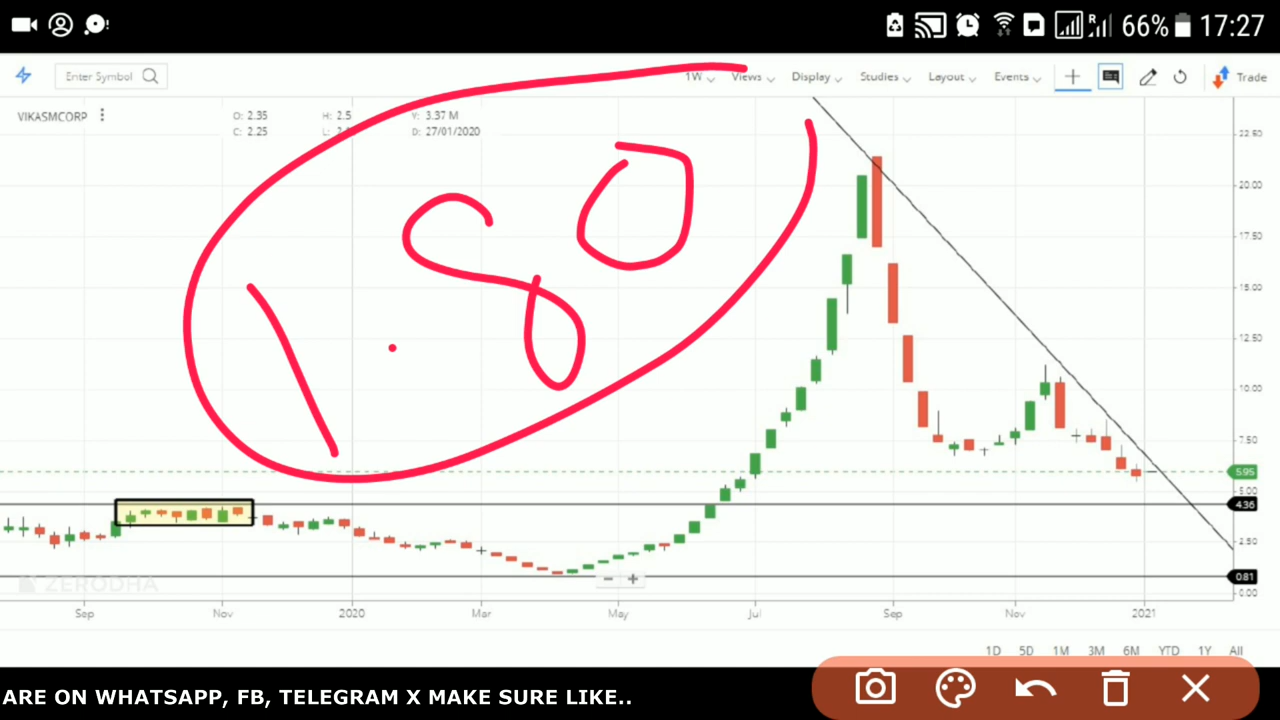 66% 17:27
Enter Symbol 1W Views Display Studies Layout Events Trade
VIKASMCORP O: 2.35 H: 2.5 V: 3.37 M
C: 2.25 L: D: 27/01/2020
1.80
22.50
20.00
17.50
15.00
12.50
10.00
7.50
5.95
5.00
4.36
2.50
0.81
0.00
ZERODHA
Sep Nov 2020 Mar May Jul Sep Nov 2021
1D 5D 1M 3M 6M YTD 1Y All
ARE ON WHATSAPP, FB, TELEGRAM X MAKE SURE LIKE..